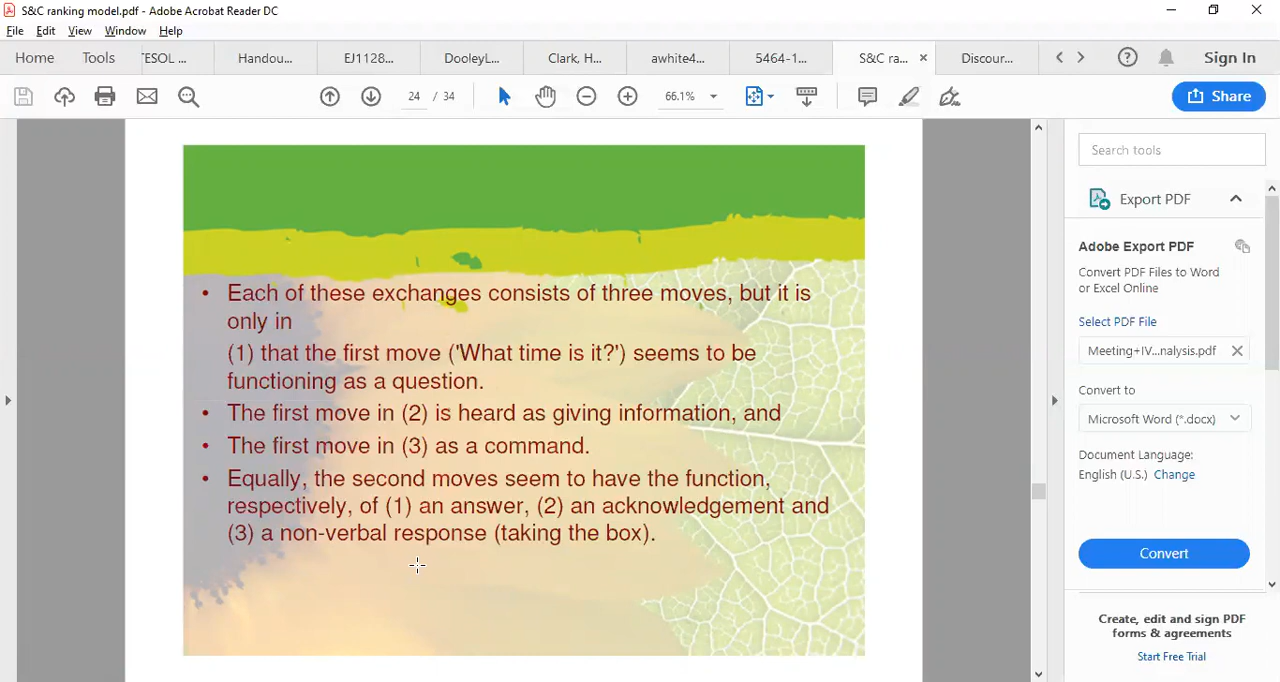 S&C ranking model.pdf - Adobe Acrobat Reader DC
File Edit View Window Help
Home Tools TESOL ... Handou... EJ1128... DooleyL... Clark, H... awhite4... 5464-1... S&C ra... × Discour... Sign In
24 / 34 66.1% Share
• Each of these exchanges consists of three moves, but it is
only in
(1) that the first move ('What time is it?') seems to be
functioning as a question.
• The first move in (2) is heard as giving information, and
• The first move in (3) as a command.
• Equally, the second moves seem to have the function,
respectively, of (1) an answer, (2) an acknowledgement and
(3) a non-verbal response (taking the box).
Search tools
Export PDF
Adobe Export PDF
Convert PDF Files to Word
or Excel Online
Select PDF File
Meeting+IV...nalysis.pdf
Convert to
Microsoft Word (*.docx)
Document Language:
English (U.S.) Change
Convert
Create, edit and sign PDF
forms & agreements
Start Free Trial